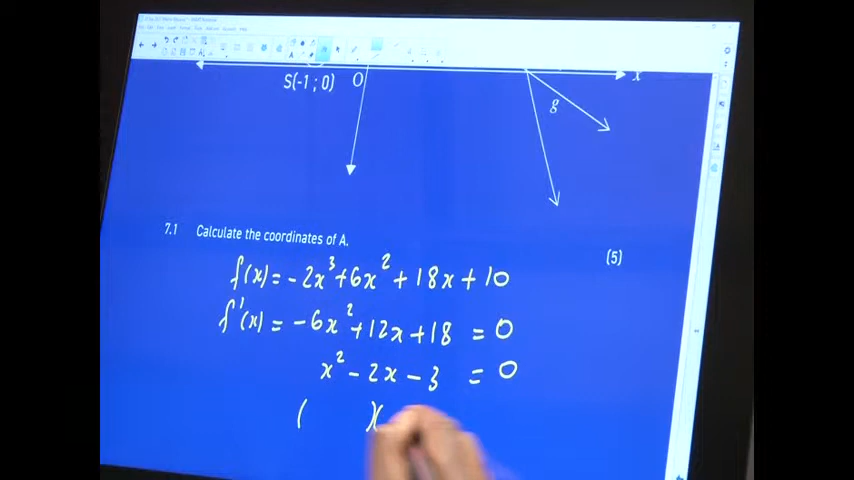 x
S(-1 ; 0)
O
g
7.1 Calculate the coordinates of A.
(5)
f(x) = -2x³ + 6x² + 18x + 10
f'(x) = -6x² + 12x + 18 = 0
x² - 2x - 3 = 0
( )(